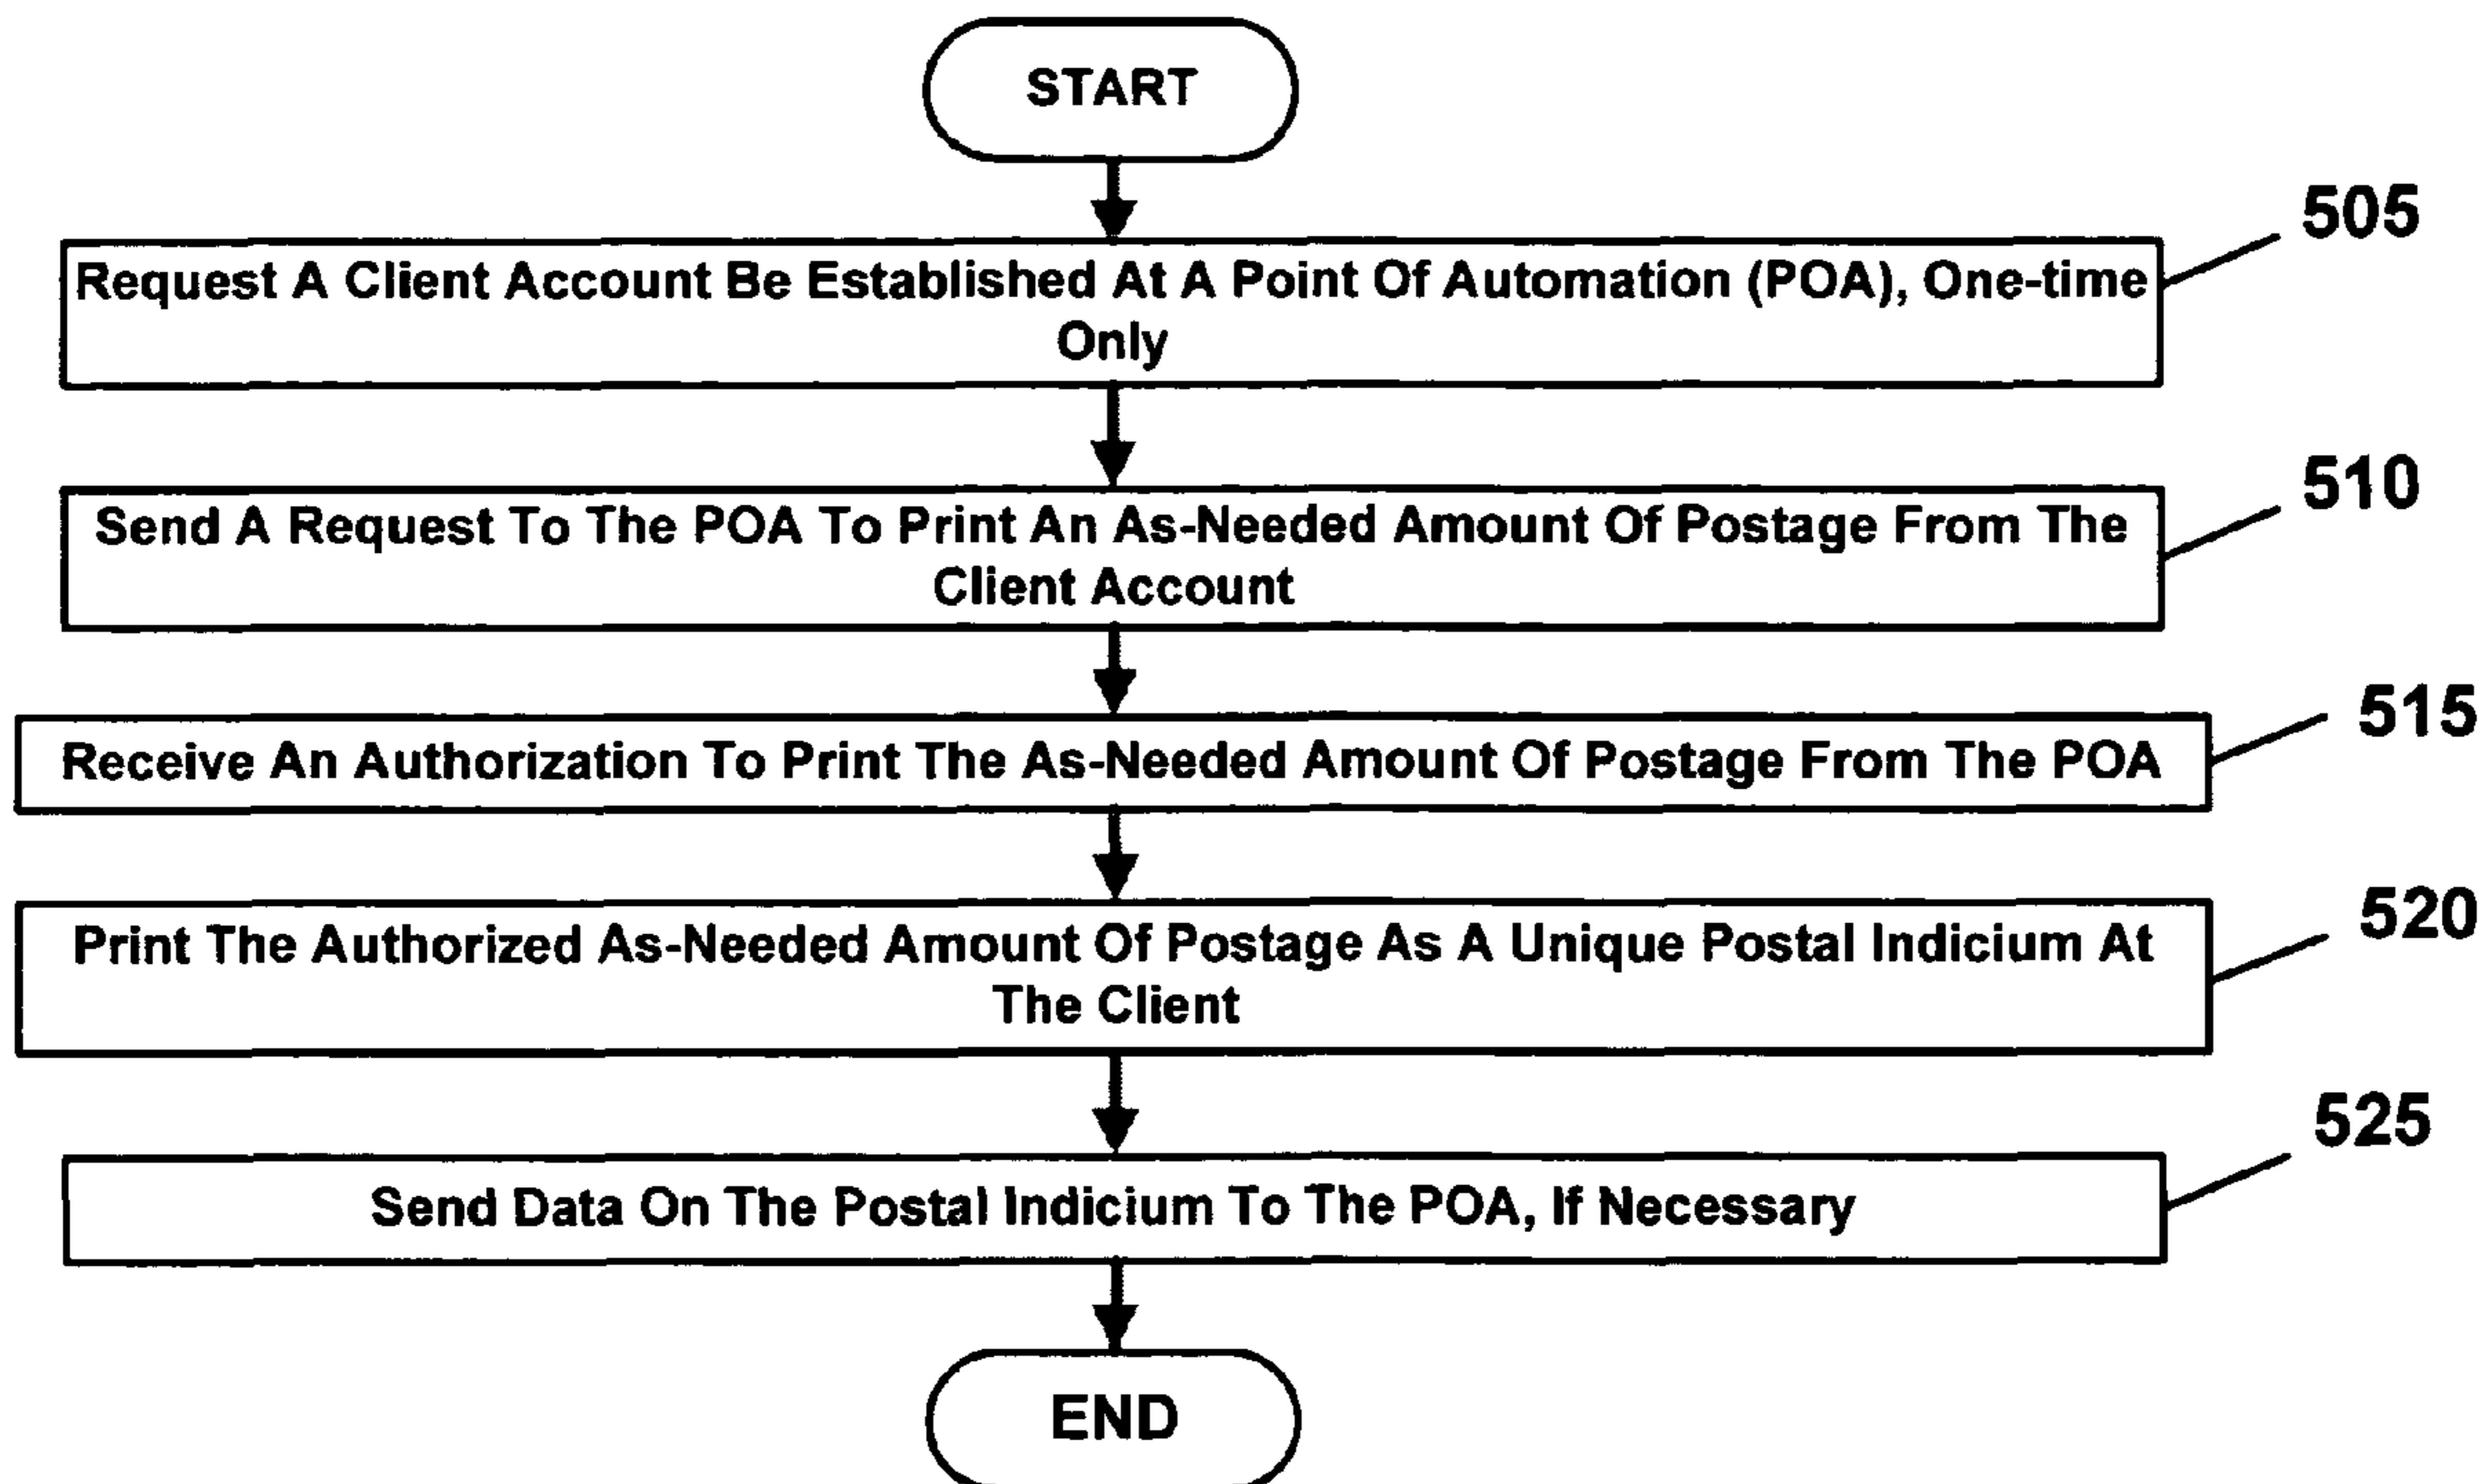 START
505
Request A Client Account Be Established At A Point Of Automation (POA), One-time
Only
510
Send A Request To The POA To Print An As-Needed Amount Of Postage From The
Client Account
515
Receive An Authorization To Print The As-Needed Amount Of Postage From The POA
520
Print The Authorized As-Needed Amount Of Postage As A Unique Postal Indicium At
The Client
525
Send Data On The Postal Indicium To The POA, If Necessary
END